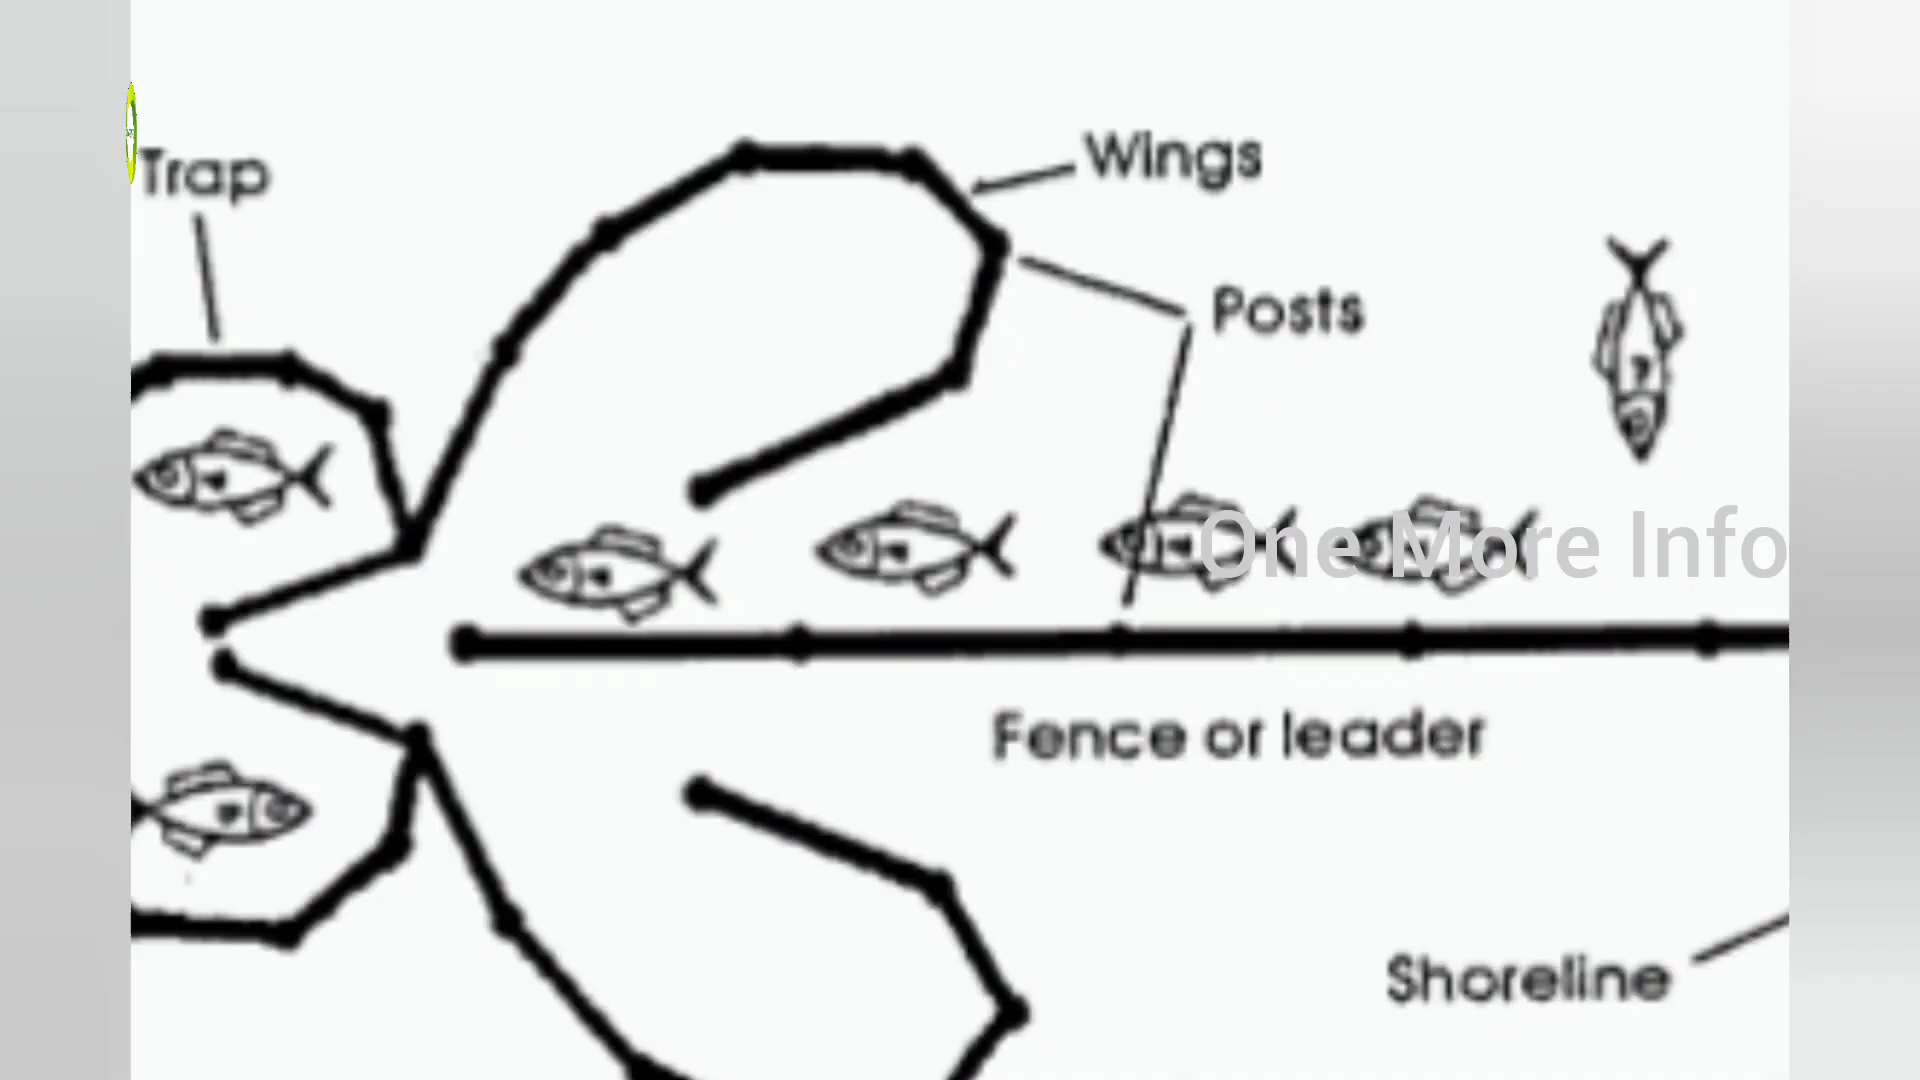 Trap
Wings
Posts
One More Info
Fence or leader
Shoreline